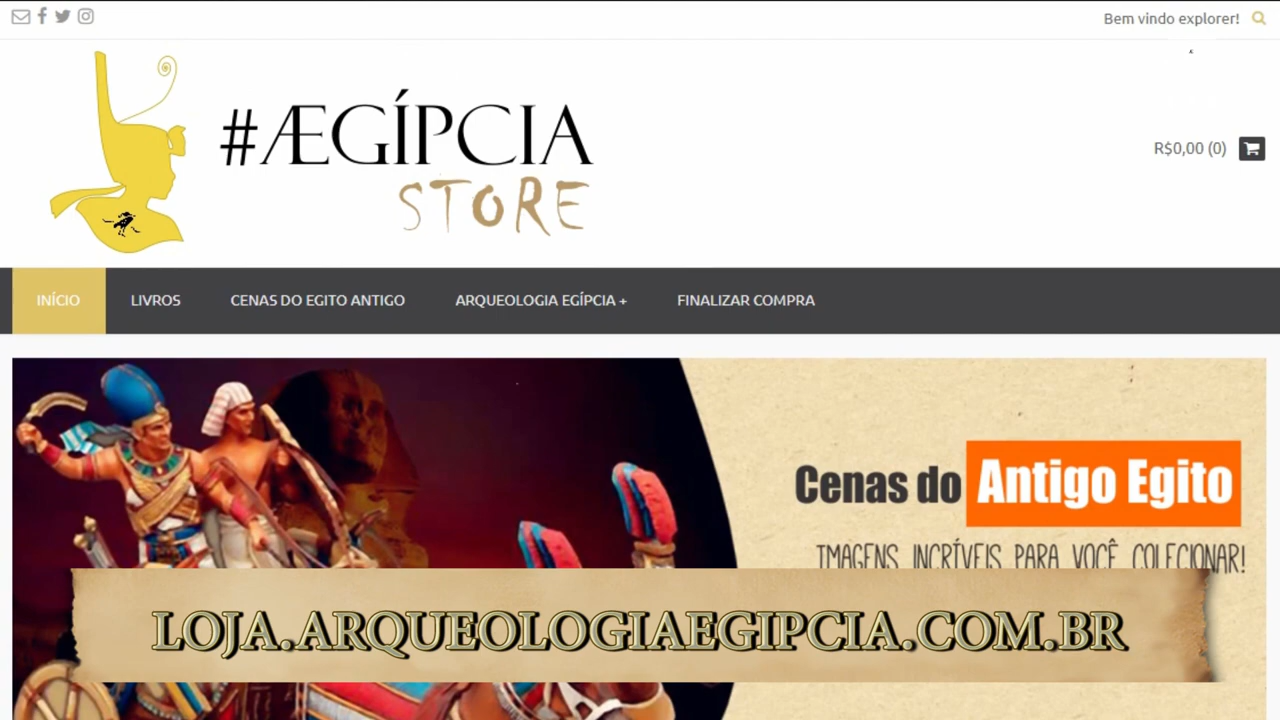 Bem vindo explorer!
#ÆGÍPCIA
STORE
R$0,00 (0)
INÍCIO
LIVROS
CENAS DO EGITO ANTIGO
ARQUEOLOGIA EGÍPCIA +
FINALIZAR COMPRA
Cenas do Antigo Egito
IMAGENS INCRÍVEIS PARA VOCÊ COLECIONAR!
LOJA.ARQUEOLOGIAEGIPCIA.COM.BR